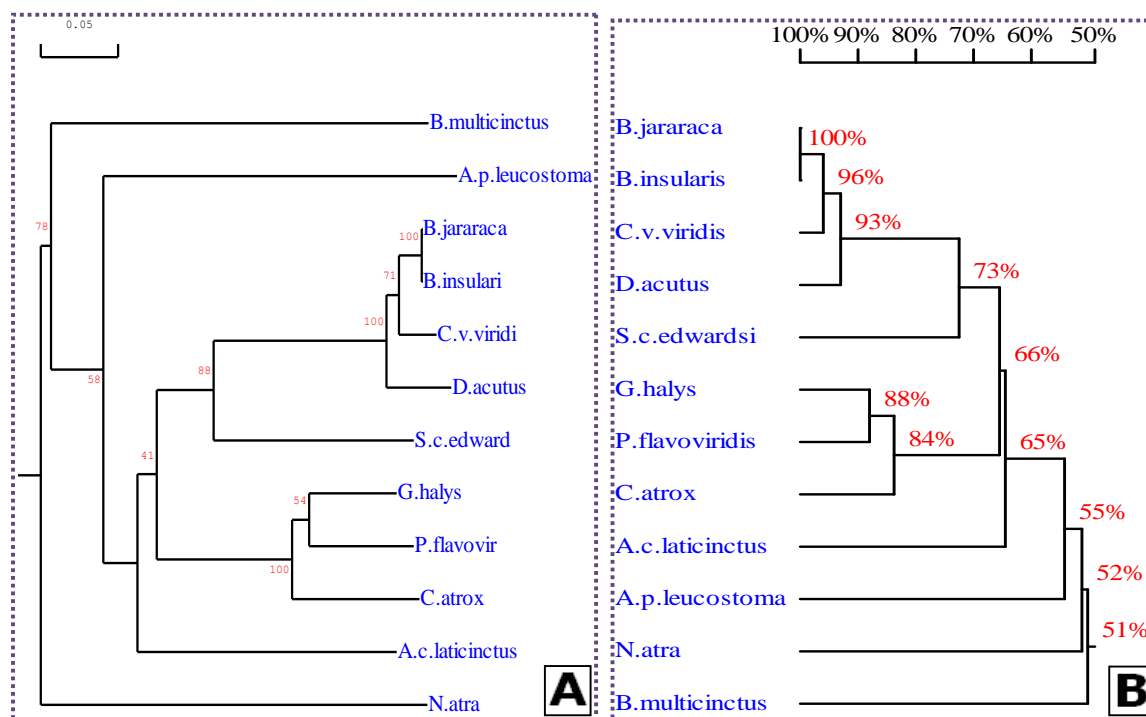 0.05
B.multicinctus
A.p.leucostoma
78
B.jararaca
100
B.insulari
71
C.v.viridi
100
D.acutus
58
88
S.c.edward
41
G.halys
54
P.flavovir
100
C.atrox
A.c.laticinctus
N.atra
A
100% 90% 80% 70% 60% 50%
B.jararaca
100%
B.insularis
96%
C.v.viridis
93%
D.acutus
73%
S.c.edwardsi
66%
G.halys
88%
P.flavoviridis
84%
65%
C.atrox
55%
A.c.laticinctus
52%
A.p.leucostoma
51%
N.atra
B.multicinctus
B